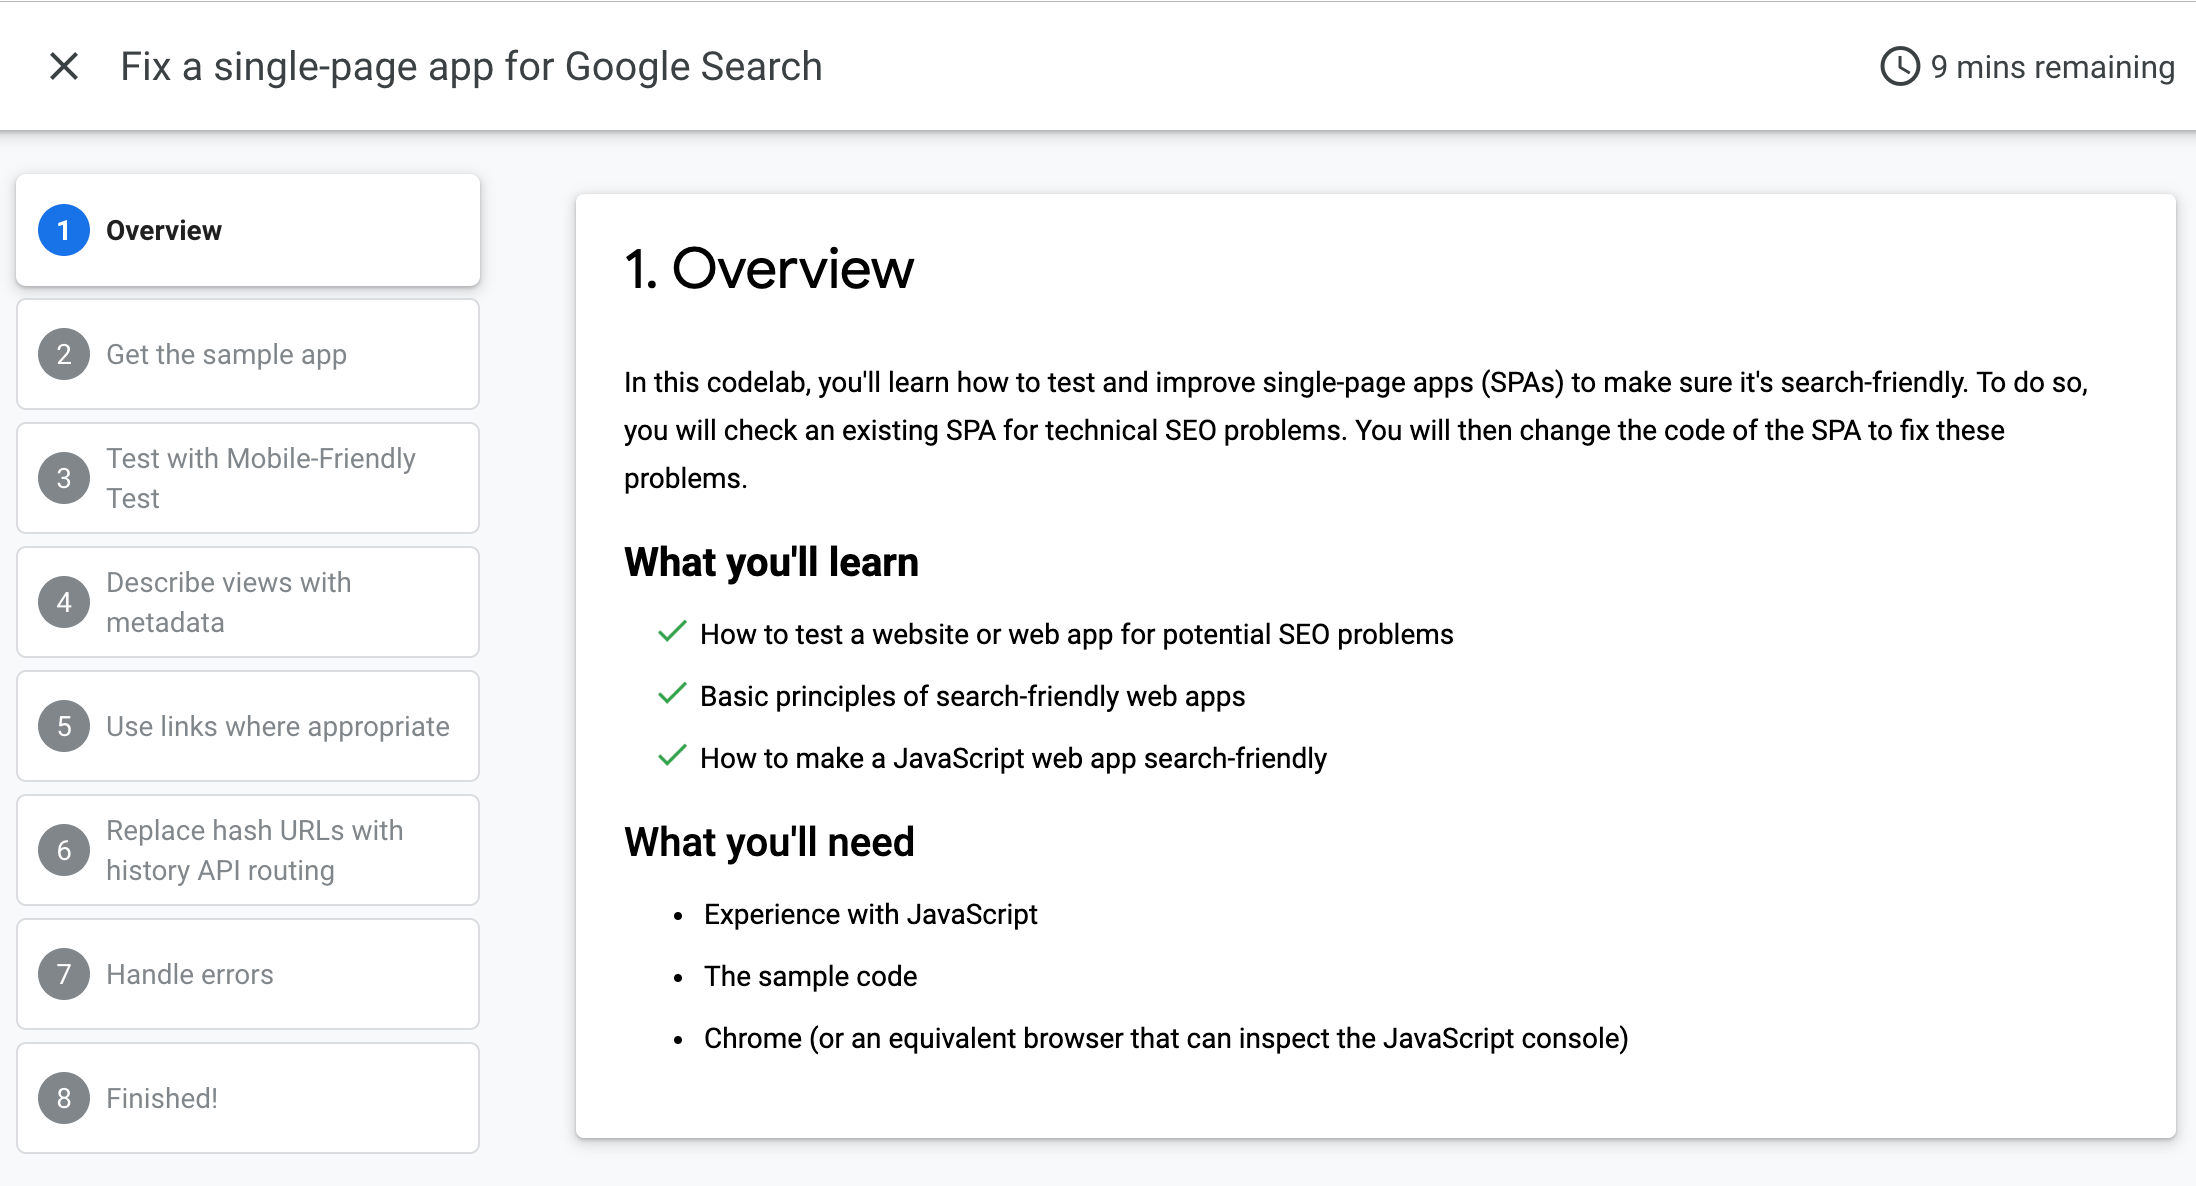 Fix a single-page app for Google Search
9 mins remaining
1 Overview
2 Get the sample app
3 Test with Mobile-Friendly
Test
4 Describe views with
metadata
5 Use links where appropriate
6 Replace hash URLs with
history API routing
7 Handle errors
8 Finished!
1. Overview
In this codelab, you'll learn how to test and improve single-page apps (SPAs) to make sure it's search-friendly. To do so,
you will check an existing SPA for technical SEO problems. You will then change the code of the SPA to fix these
problems.
What you'll learn
How to test a website or web app for potential SEO problems
Basic principles of search-friendly web apps
How to make a JavaScript web app search-friendly
What you'll need
• Experience with JavaScript
• The sample code
• Chrome (or an equivalent browser that can inspect the JavaScript console)